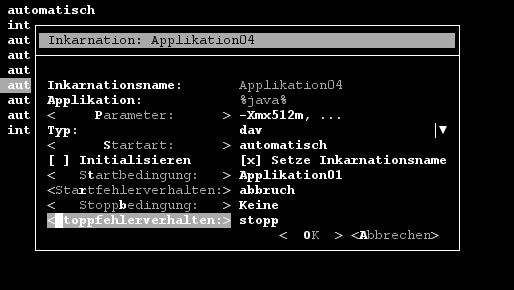 automatisch
int
aut Inkarnation: Applikation04
aut
aut
aut Inkarnationsname: Applikation04
aut Applikation: %java%
aut < Parameter: > -Xmx512m, ...
int Typ: dav ▼
< Startart: > automatisch
[ ] Initialisieren [x] Setze Inkarnationsname
< Startbedingung: > Applikation01
<Startfehlerverhalten:> abbruch
< Stoppbedingung: > Keine
<Stoppfehlerverhalten:> stopp
< OK > <Abbrechen>